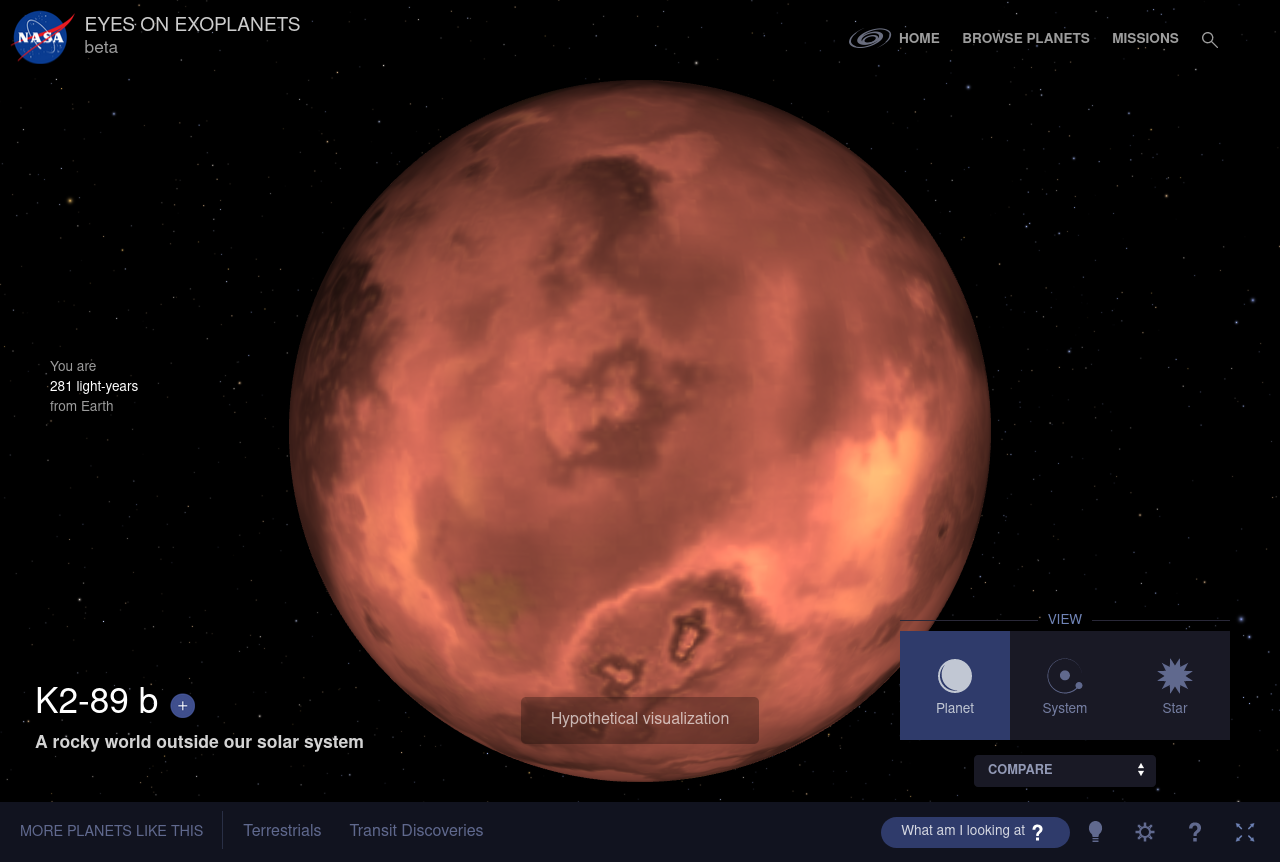 NASA
EYES ON EXOPLANETS
beta
HOME
BROWSE PLANETS
MISSIONS
You are
281 light-years
from Earth
VIEW
Planet
System
Star
K2-89 b +
A rocky world outside our solar system
Hypothetical visualization
COMPARE
MORE PLANETS LIKE THIS
Terrestrials
Transit Discoveries
What am I looking at ?
?